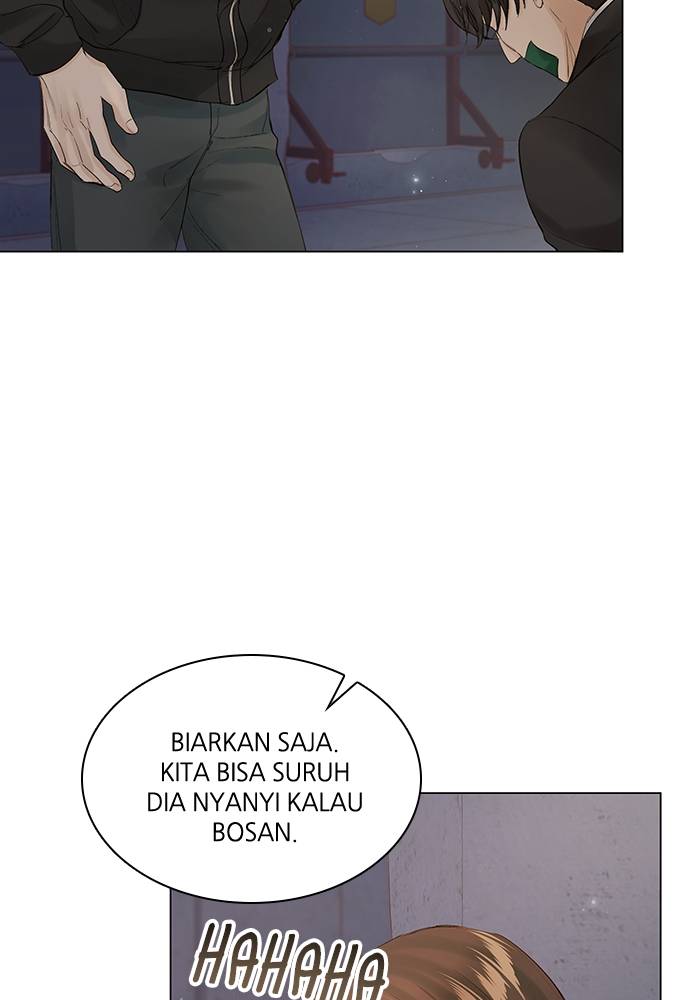 BIARKAN SAJA.
KITA BISA SURUH
DIA NYANYI KALAU
BOSAN.
HAHAHA